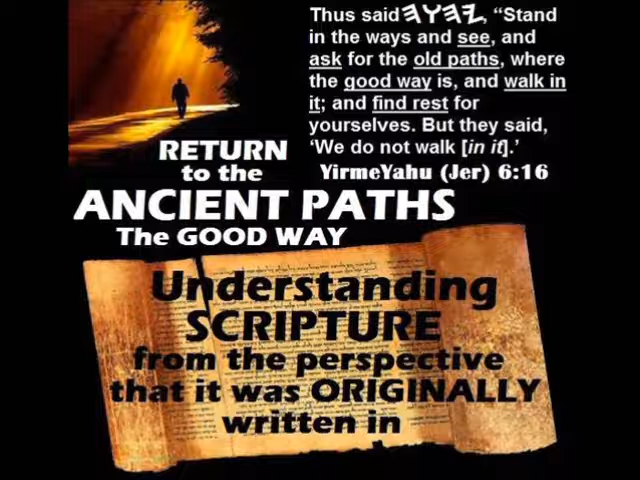 Thus said 𐤉𐤄𐤅𐤄, “Stand
in the ways and see, and
ask for the old paths, where
the good way is, and walk in
it; and find rest for
yourselves. But they said,
‘We do not walk [in it].’
YirmeYahu (Jer) 6:16
RETURN
to the
ANCIENT PATHS
The GOOD WAY
Understanding
SCRIPTURE
from the perspective
that it was ORIGINALLY
written in